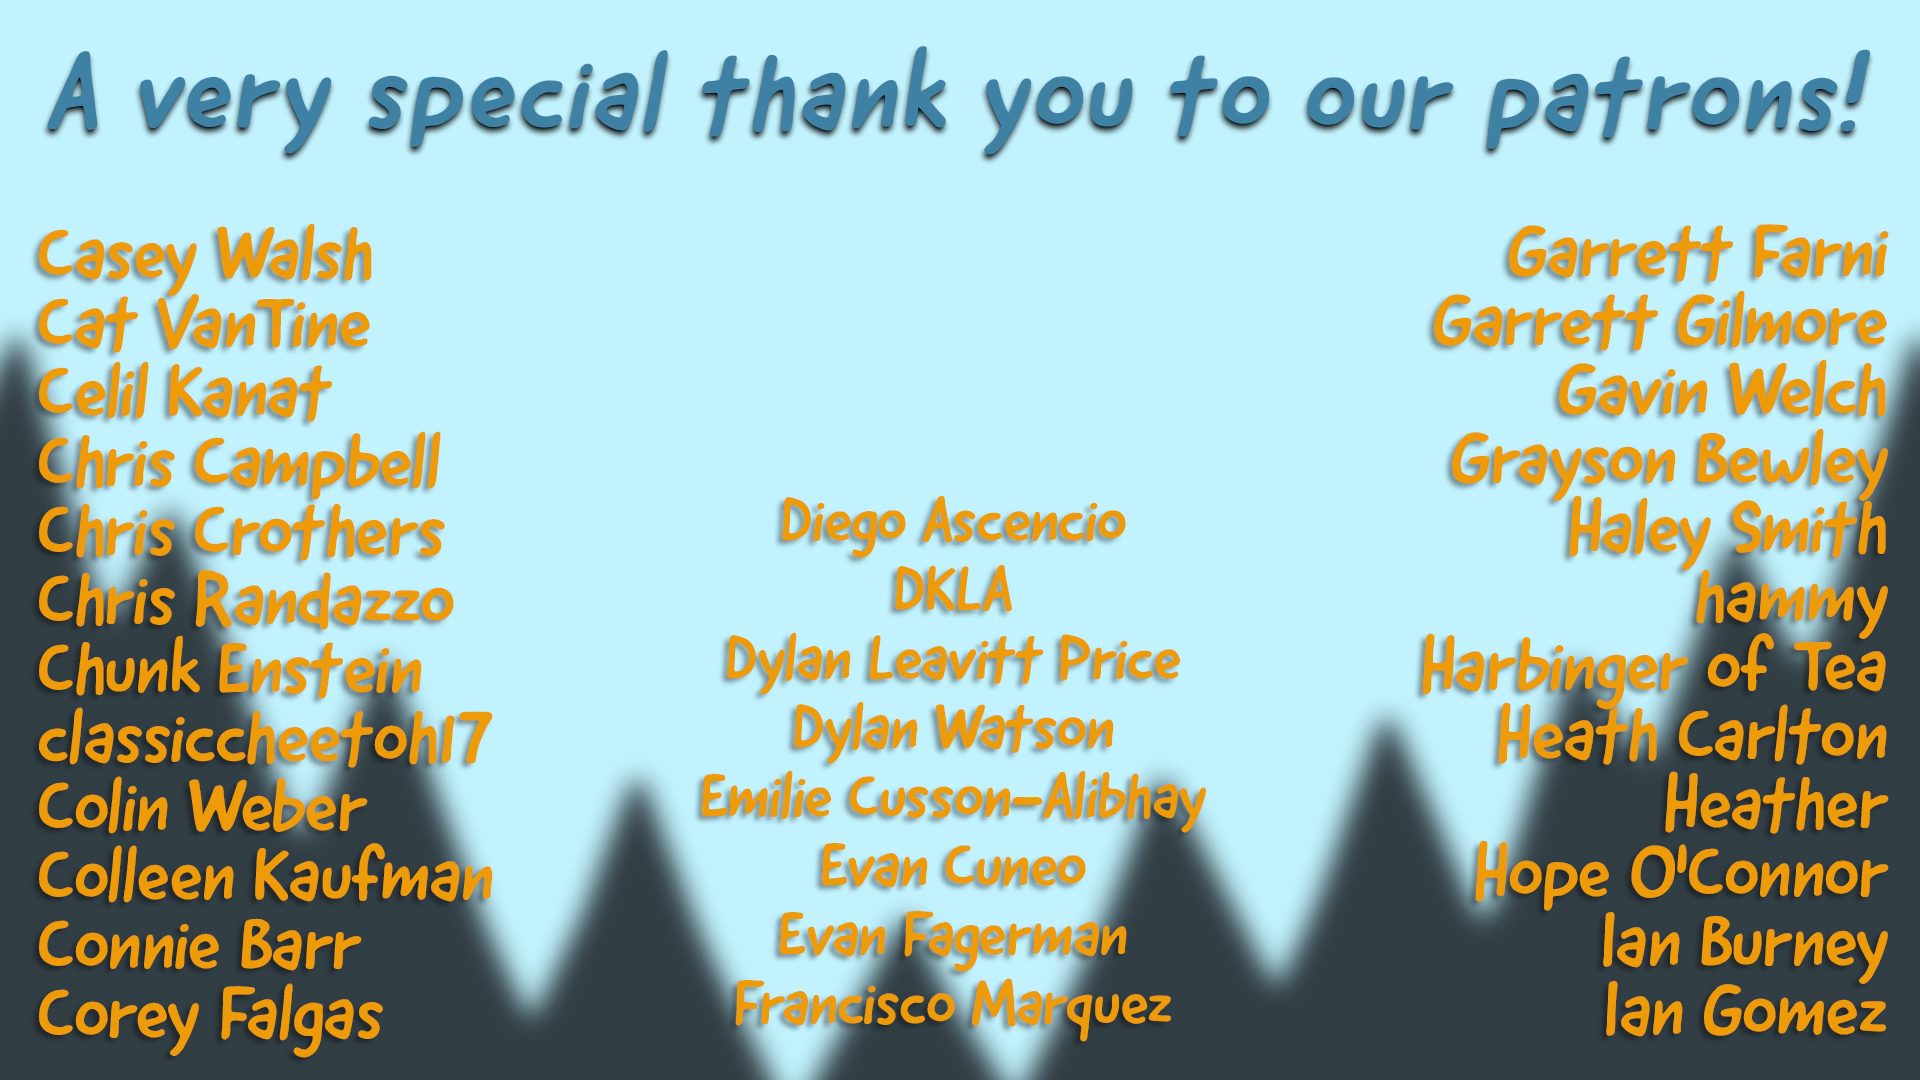 A very special thank you to our patrons!
Casey Walsh
Cat VanTine
Celil Kanat
Chris Campbell
Chris Crothers
Chris Randazzo
Chunk Enstein
classiccheetoh17
Colin Weber
Colleen Kaufman
Connie Barr
Corey Falgas
Diego Ascencio
DKLA
Dylan Leavitt Price
Dylan Watson
Emilie Cusson-Alibhay
Evan Cuneo
Evan Fagerman
Francisco Marquez
Garrett Farni
Garrett Gilmore
Gavin Welch
Grayson Bewley
Haley Smith
hammy
Harbinger of Tea
Heath Carlton
Heather
Hope O'Connor
Ian Burney
Ian Gomez